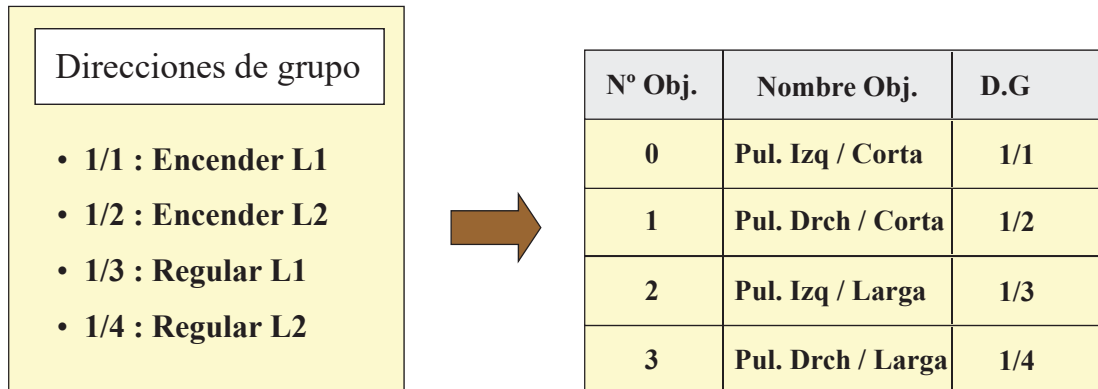 Direcciones de grupo
• 1/1 : Encender L1
• 1/2 : Encender L2
• 1/3 : Regular L1
• 1/4 : Regular L2
Nº Obj. Nombre Obj. D.G
0 Pul. Izq / Corta 1/1
1 Pul. Drch / Corta 1/2
2 Pul. Izq / Larga 1/3
3 Pul. Drch / Larga 1/4